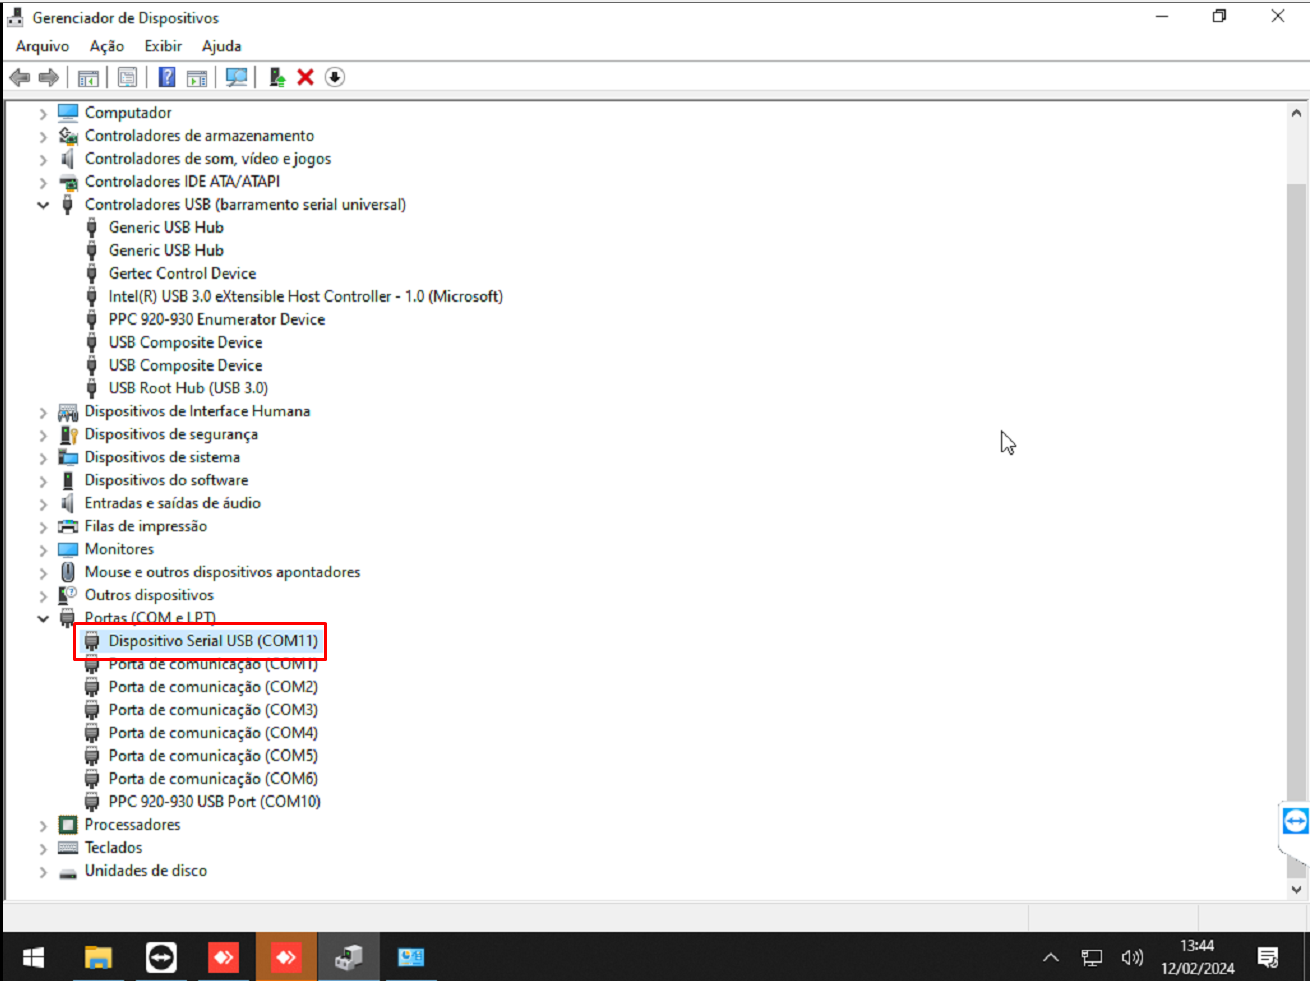 Gerenciador de Dispositivos
Arquivo Ação Exibir Ajuda
Computador
Controladores de armazenamento
Controladores de som, vídeo e jogos
Controladores IDE ATA/ATAPI
Controladores USB (barramento serial universal)
Generic USB Hub
Generic USB Hub
Gertec Control Device
Intel(R) USB 3.0 eXtensible Host Controller - 1.0 (Microsoft)
PPC 920-930 Enumerator Device
USB Composite Device
USB Composite Device
USB Root Hub (USB 3.0)
Dispositivos de Interface Humana
Dispositivos de segurança
Dispositivos de sistema
Dispositivos do software
Entradas e saídas de áudio
Filas de impressão
Monitores
Mouse e outros dispositivos apontadores
Outros dispositivos
Portas (COM e LPT)
Dispositivo Serial USB (COM11)
Porta de comunicação (COM1)
Porta de comunicação (COM2)
Porta de comunicação (COM3)
Porta de comunicação (COM4)
Porta de comunicação (COM5)
Porta de comunicação (COM6)
PPC 920-930 USB Port (COM10)
Processadores
Teclados
Unidades de disco
13:44
12/02/2024